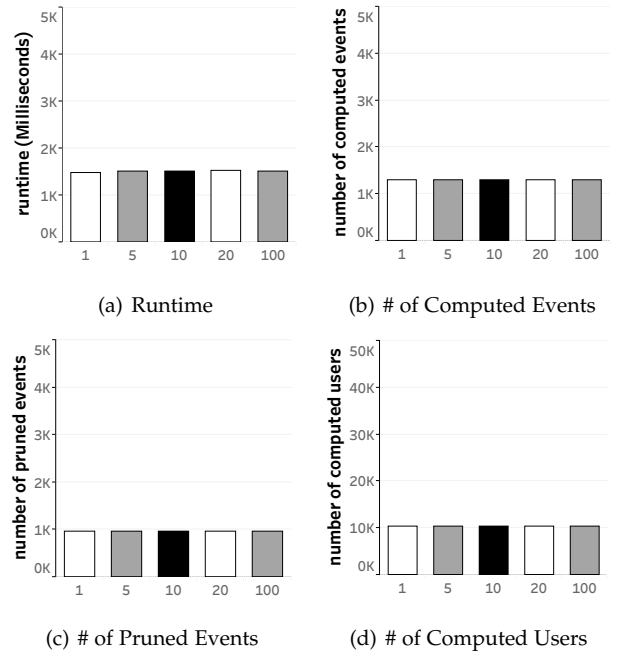 runtime (Milliseconds)
5K
4K
3K
2K
1K
0K
1 5 10 20 100
(a) Runtime
number of computed events
5K
4K
3K
2K
1K
0K
1 5 10 20 100
(b) # of Computed Events
number of pruned events
5K
4K
3K
2K
1K
0K
1 5 10 20 100
(c) # of Pruned Events
number of computed users
50K
40K
30K
20K
10K
0K
1 5 10 20 100
(d) # of Computed Users